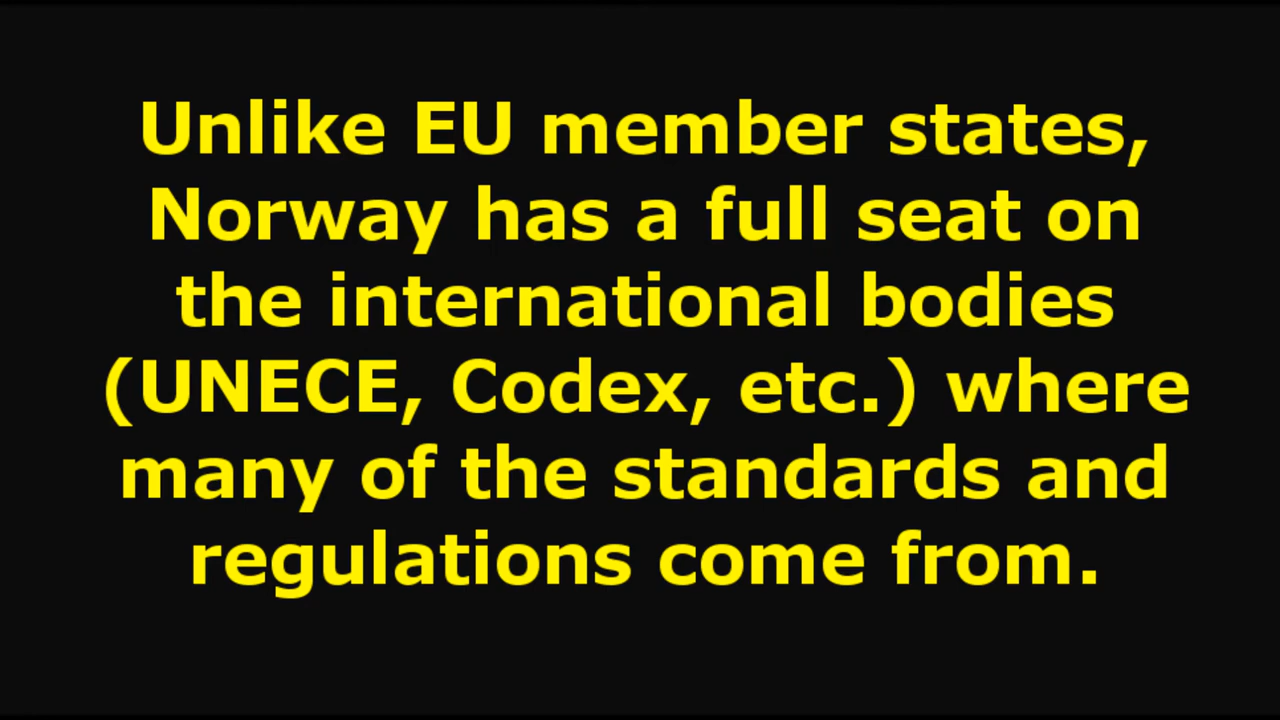 Unlike EU member states,
Norway has a full seat on
the international bodies
(UNECE, Codex, etc.) where
many of the standards and
regulations come from.